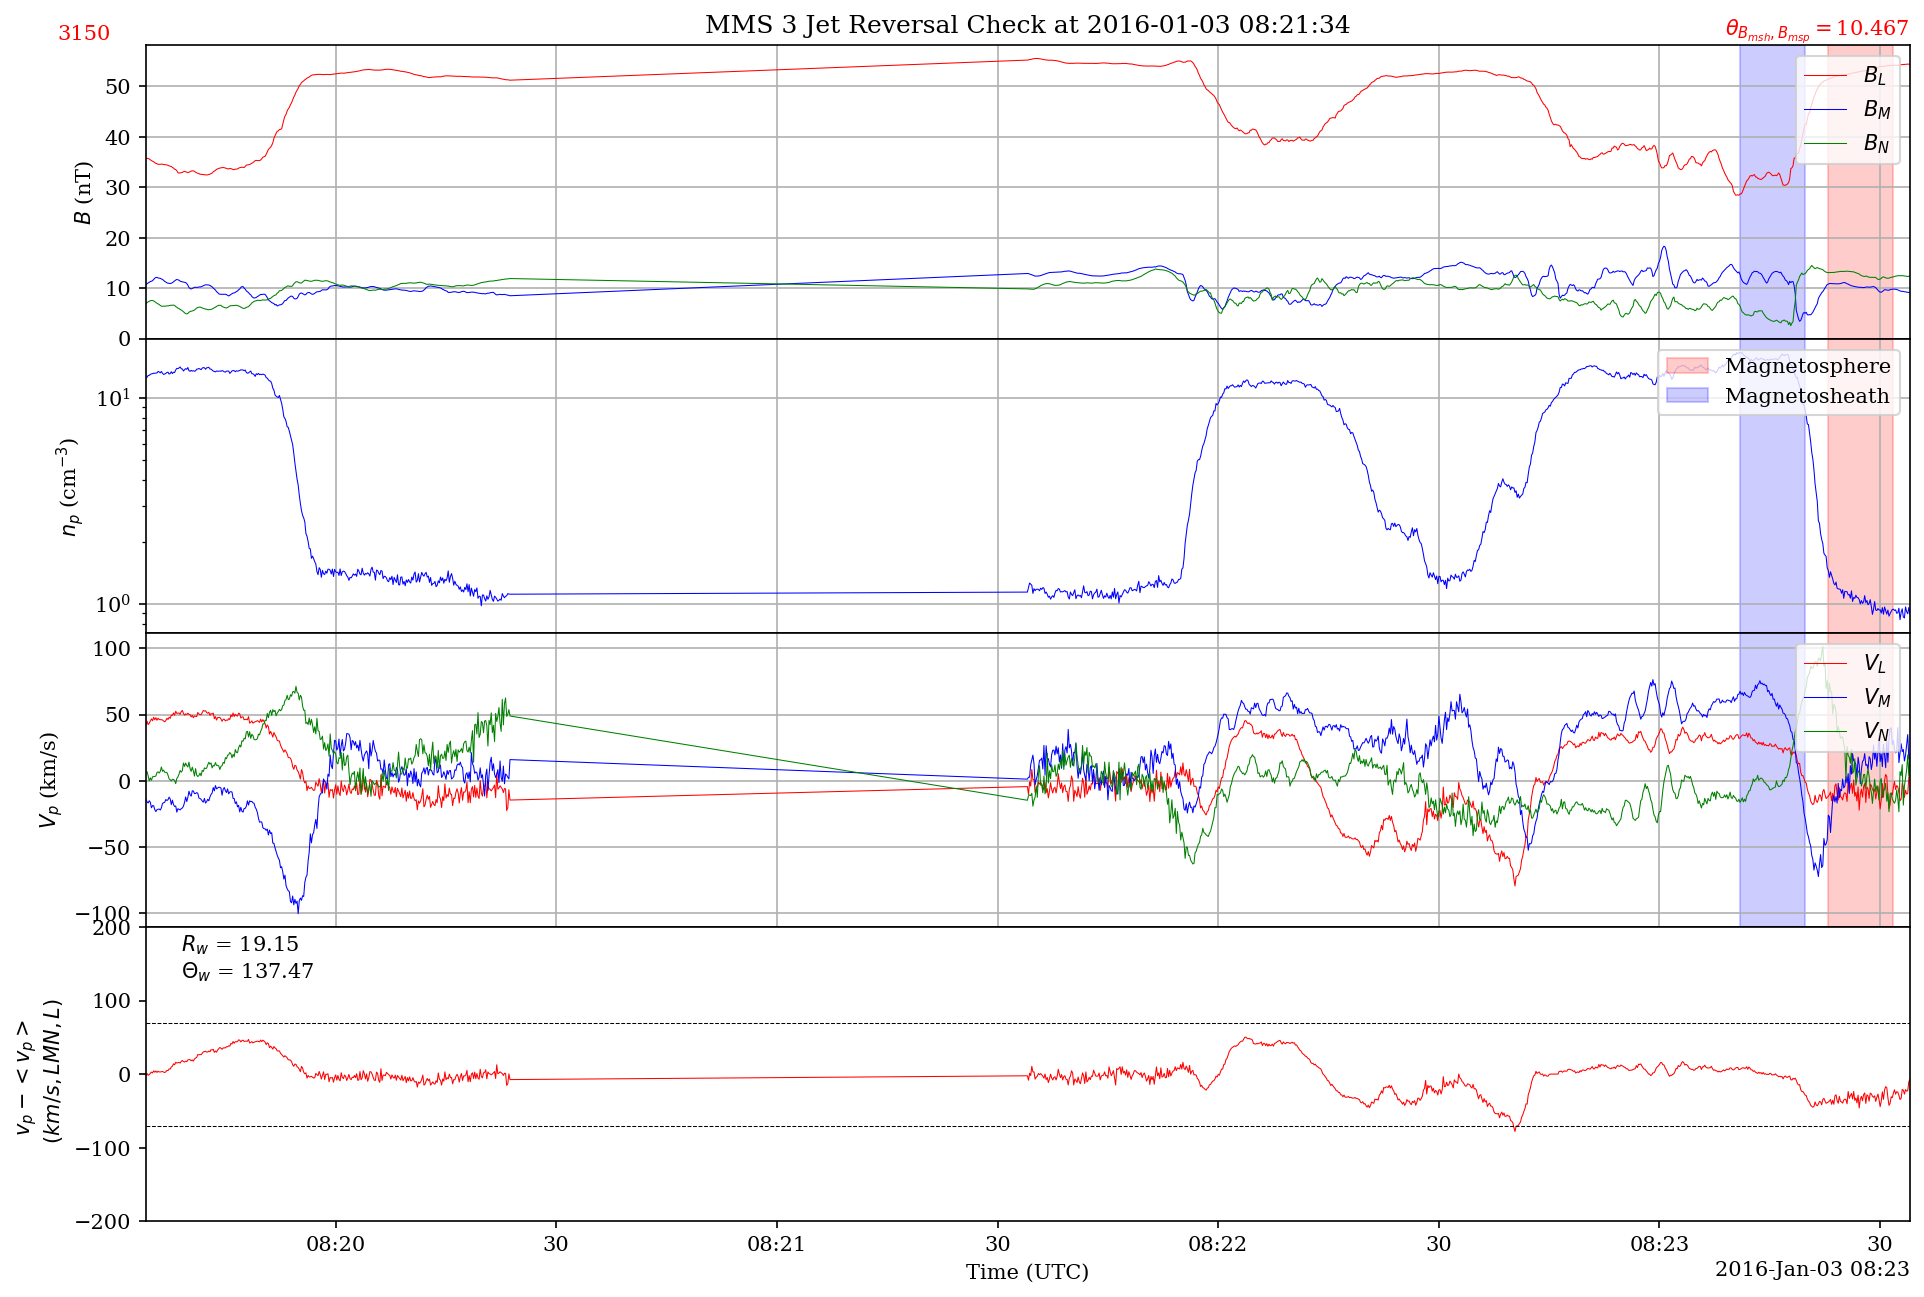 MMS 3 Jet Reversal Check at 2016-01-03 08:21:34
3150
θ_{B_{msh}, B_{msp}} = 10.467
B (nT)
50
40
30
20
10
0
B_L
B_M
B_N
n_p (cm^{-3})
10^1
10^0
Magnetosphere
Magnetosheath
V_p (km/s)
100
50
0
−50
−100
V_L
V_M
V_N
v_p − < v_p >
(km/s, LMN, L)
200
100
0
−100
−200
R_w = 19.15
Θ_w = 137.47
08:20 30 08:21 30 08:22 30 08:23 30
Time (UTC)
2016-Jan-03 08:23